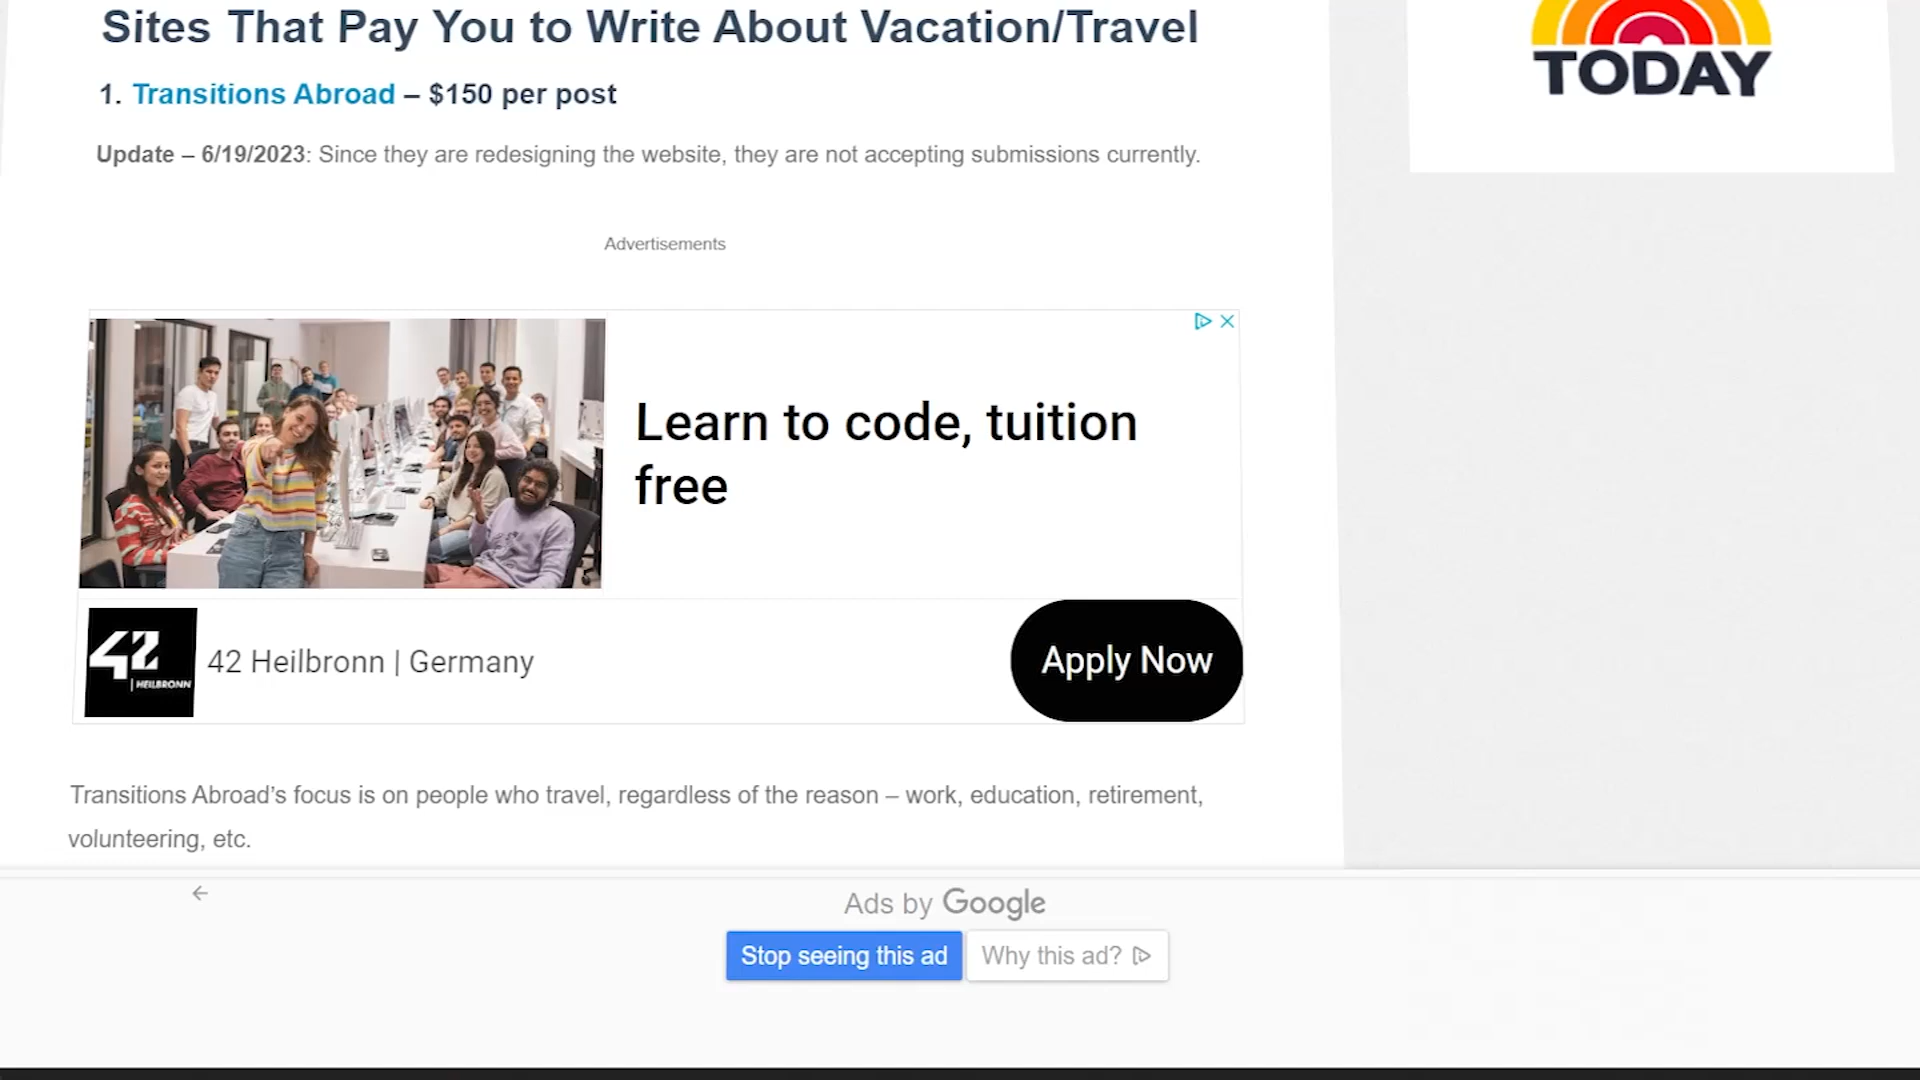 Sites That Pay You to Write About Vacation/Travel
TODAY
1. Transitions Abroad – $150 per post
Update – 6/19/2023: Since they are redesigning the website, they are not accepting submissions currently.
Advertisements
Learn to code, tuition
free
42
HEILBRONN
42 Heilbronn | Germany
Apply Now
Transitions Abroad’s focus is on people who travel, regardless of the reason – work, education, retirement,
volunteering, etc.
Ads by Google
Stop seeing this ad
Why this ad?